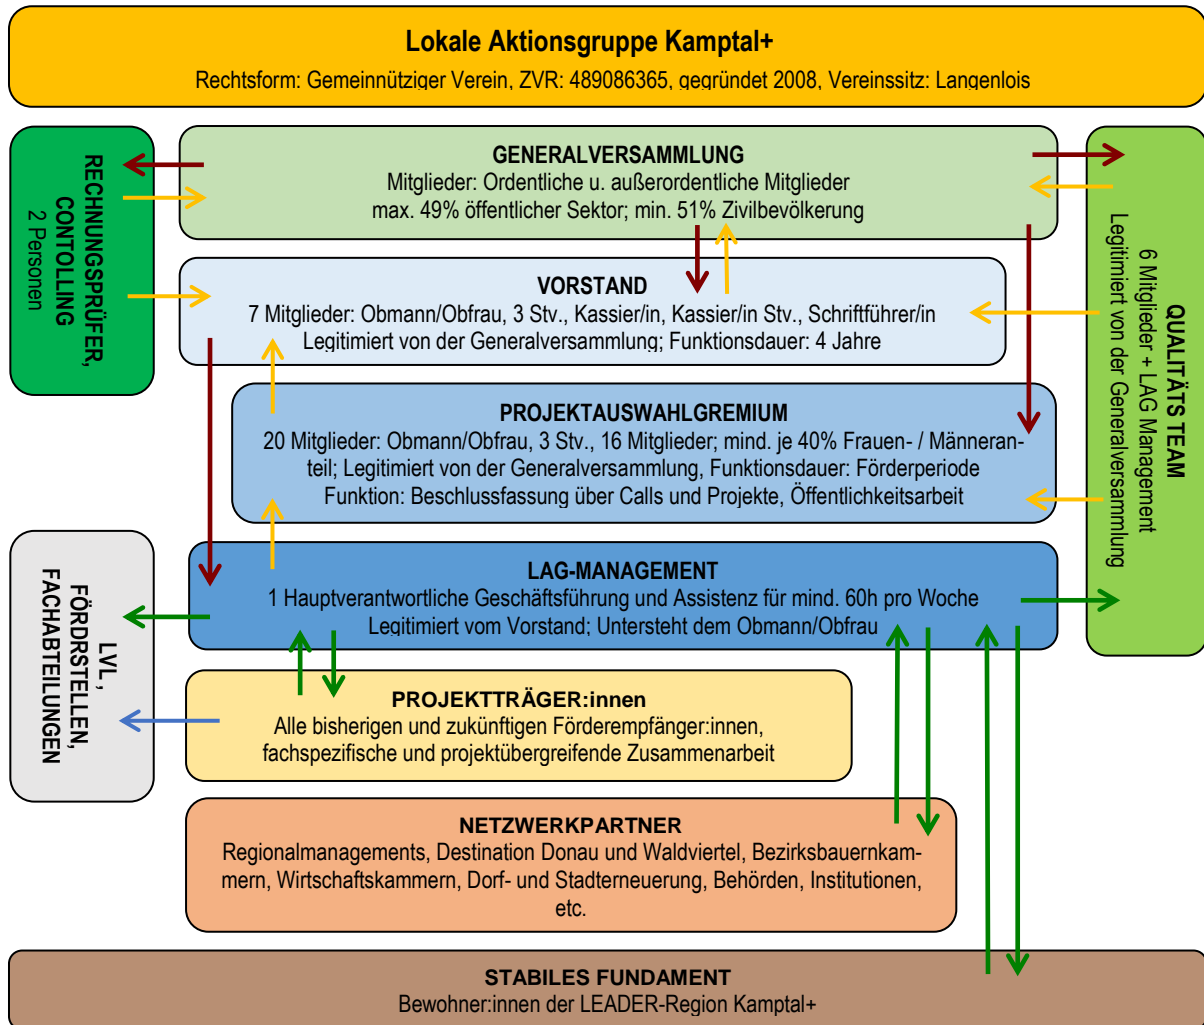 Lokale Aktionsgruppe Kamptal+
Rechtsform: Gemeinnütziger Verein, ZVR: 489086365, gegründet 2008, Vereinssitz: Langenlois
RECHNUNGSPRÜFER,
CONTOLLING
2 Personen
GENERALVERSAMMLUNG
Mitglieder: Ordentliche u. außerordentliche Mitglieder
max. 49% öffentlicher Sektor; min. 51% Zivilbevölkerung
VORSTAND
7 Mitglieder: Obmann/Obfrau, 3 Stv., Kassier/in, Kassier/in Stv., Schriftführer/in
Legitimiert von der Generalversammlung; Funktionsdauer: 4 Jahre
PROJEKTAUSWAHLGREMIUM
20 Mitglieder: Obmann/Obfrau, 3 Stv., 16 Mitglieder; mind. je 40% Frauen- / Männeran-
teil; Legitimiert von der Generalversammlung, Funktionsdauer: Förderperiode
Funktion: Beschlussfassung über Calls und Projekte, Öffentlichkeitsarbeit
QUALITÄTS TEAM
6 Mitglieder + LAG Management
Legitimiert von der Generalversammlung
LVL ,
FÖRDRSTELLEN,
FACHABTEILUNGEN
LAG-MANAGEMENT
1 Hauptverantwortliche Geschäftsführung und Assistenz für mind. 60h pro Woche
Legitimiert vom Vorstand; Untersteht dem Obmann/Obfrau
PROJEKTTRÄGER:innen
Alle bisherigen und zukünftigen Förderempfänger:innen,
fachspezifische und projektübergreifende Zusammenarbeit
NETZWERKPARTNER
Regionalmanagements, Destination Donau und Waldviertel, Bezirksbauernkam-
mern, Wirtschaftskammern, Dorf- und Stadterneuerung, Behörden, Institutionen,
etc.
STABILES FUNDAMENT
Bewohner:innen der LEADER-Region Kamptal+